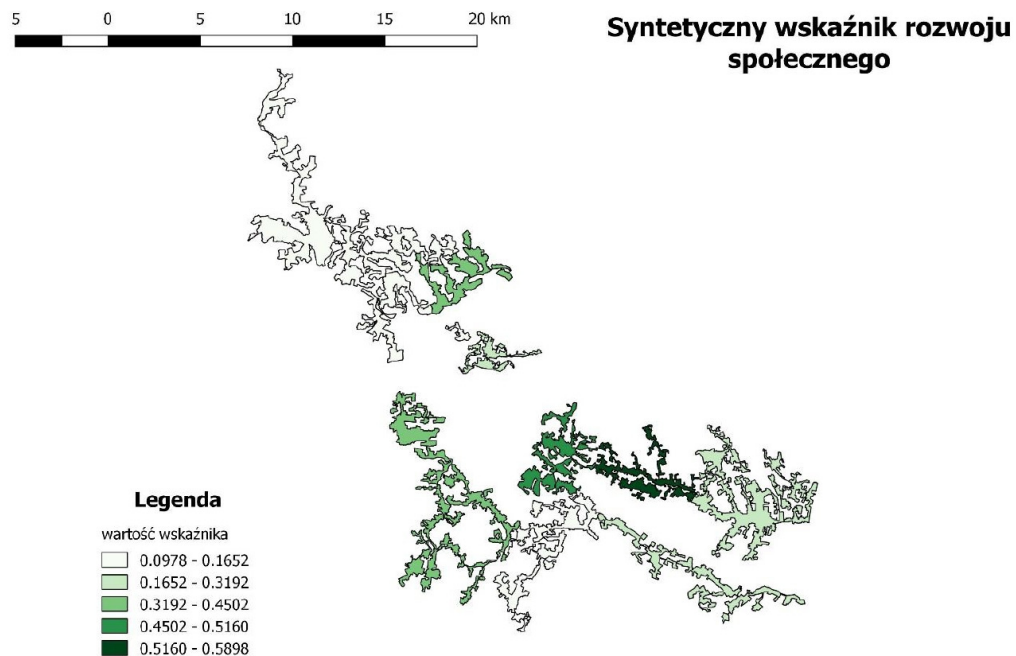 5 0 5 10 15 20 km
Syntetyczny wskaźnik rozwoju
społecznego
Legenda
wartość wskaźnika
0.0978 - 0.1652
0.1652 - 0.3192
0.3192 - 0.4502
0.4502 - 0.5160
0.5160 - 0.5898